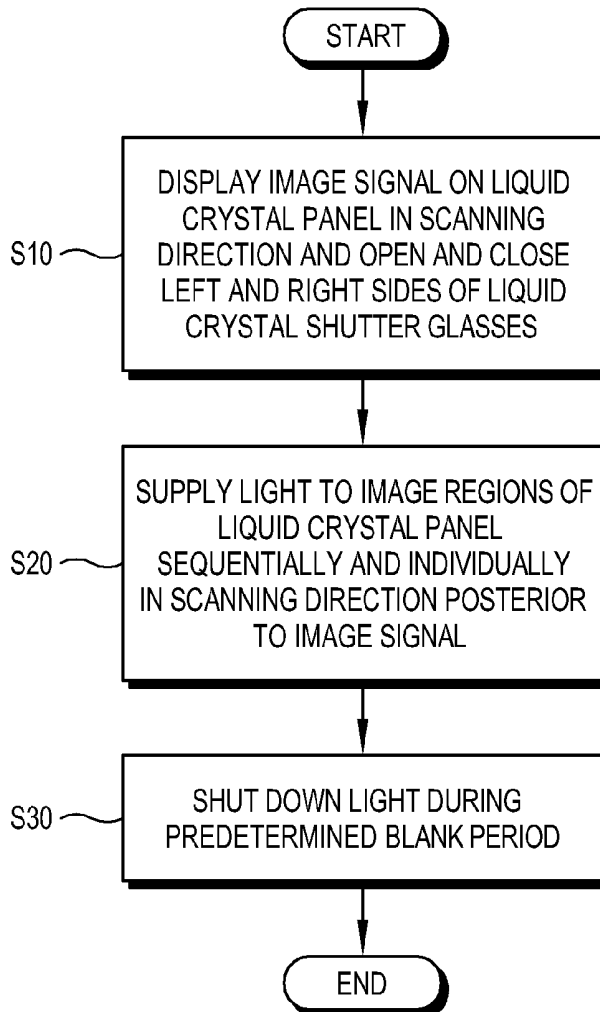 START
S10
DISPLAY IMAGE SIGNAL ON LIQUID
CRYSTAL PANEL IN SCANNING
DIRECTION AND OPEN AND CLOSE
LEFT AND RIGHT SIDES OF LIQUID
CRYSTAL SHUTTER GLASSES
S20
SUPPLY LIGHT TO IMAGE REGIONS OF
LIQUID CRYSTAL PANEL
SEQUENTIALLY AND INDIVIDUALLY
IN SCANNING DIRECTION POSTERIOR
TO IMAGE SIGNAL
S30
SHUT DOWN LIGHT DURING
PREDETERMINED BLANK PERIOD
END